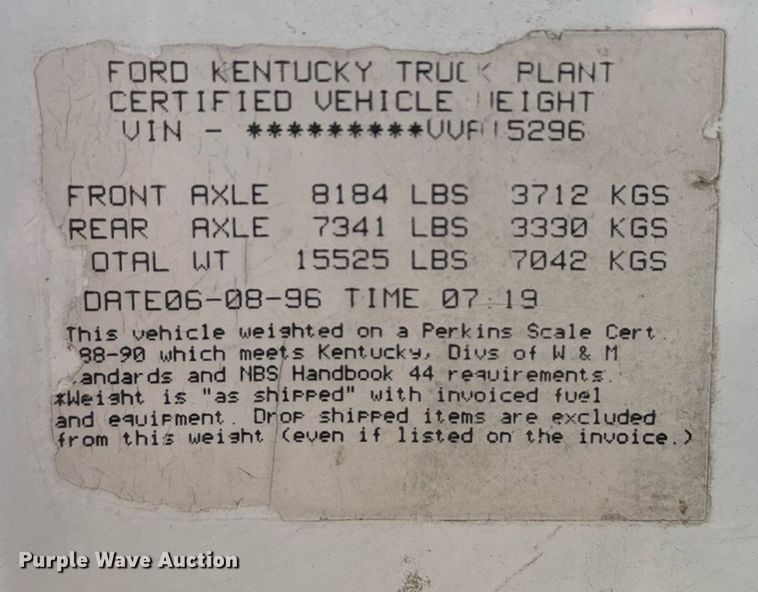 FORD KENTUCKY TRUCK PLANT
CERTIFIED VEHICLE EIGHT
VIN - *********
FRONT AXLE 8184 LBS 3712 KGS
REAR AXLE 7341 LBS 3330 KGS
OTAL WT 15525 LBS 7042 KGS
DATE06-08-96 TIME 07:19
This vehicle weighted on a Perkins Scale Cert.
88-90 which meets Kentucky, Divs of W & M
andards and NBS Handbook 44 requirements.
*Weight is "as shipped" with invoiced fuel
and equipment. Drop shipped items are excluded
from this weight (even if listed on the invoice.)
Purple Wave Auction